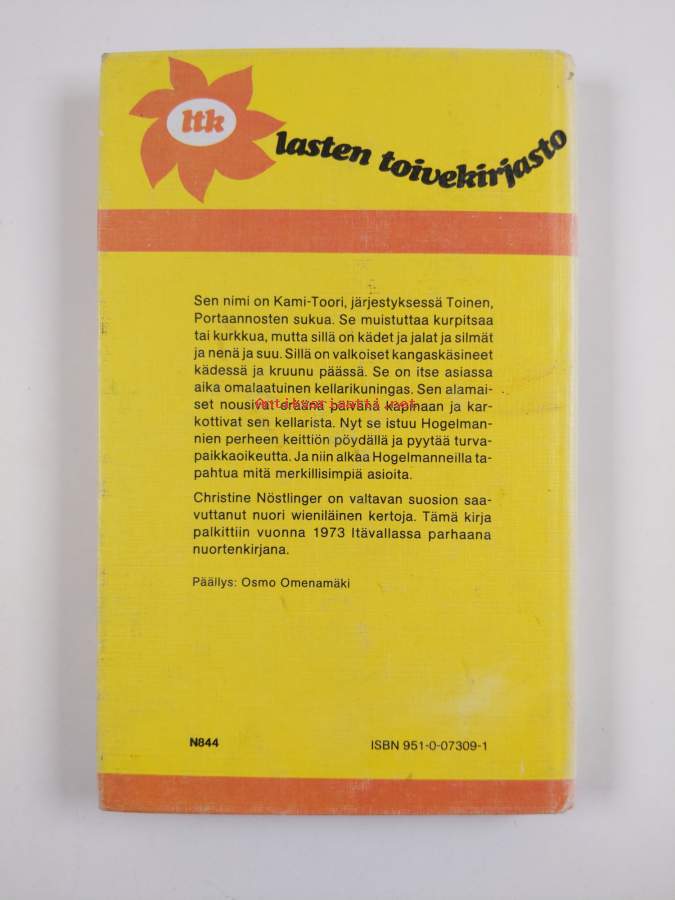 ltk
lasten toivekirjasto
Sen nimi on Kami-Toori, järjestyksessä Toinen,
Portaannosten sukua. Se muistuttaa kurpitsaa
tai kurkkua, mutta sillä on kädet ja jalat ja silmät
ja nenä ja suu. Sillä on valkoiset kangaskäsineet
kädessä ja kruunu päässä. Se on itse asiassa
aika omalaatuinen kellarikuningas. Sen alamai-
set nousivat eräänä päivänä kapinaan ja kar-
Antikvariantti.net
kottivat sen kellarista. Nyt se istuu Hogelman-
nien perheen keittiön pöydällä ja pyytää turva-
paikkaoikeutta. Ja niin alkaa Hogelmanneilla ta-
pahtua mitä merkillisimpiä asioita.
Christine Nöstlinger on valtavan suosion saa-
vuttanut nuori wieniläinen kertoja. Tämä kirja
palkittiin vuonna 1973 Itävallassa parhaana
nuortenkirjana.
Päällys: Osmo Omenamäki
N844
ISBN 951-0-07309-1